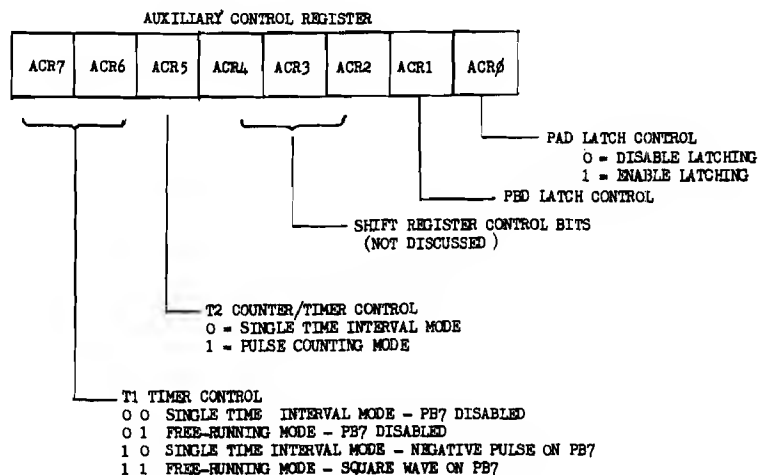 AUXILIARY CONTROL REGISTER
ACR7 ACR6 ACR5 ACR4 ACR3 ACR2 ACR1 ACRØ
PAD LATCH CONTROL
0 = DISABLE LATCHING
1 = ENABLE LATCHING
PBD LATCH CONTROL
SHIFT REGISTER CONTROL BITS
(NOT DISCUSSED)
T2 COUNTER/TIMER CONTROL
0 = SINGLE TIME INTERVAL MODE
1 = PULSE COUNTING MODE
T1 TIMER CONTROL
0 0 SINGLE TIME INTERVAL MODE - PB7 DISABLED
0 1 FREE-RUNNING MODE - PB7 DISABLED
1 0 SINGLE TIME INTERVAL MODE - NEGATIVE PULSE ON PB7
1 1 FREE-RUNNING MODE - SQUARE WAVE ON PB7